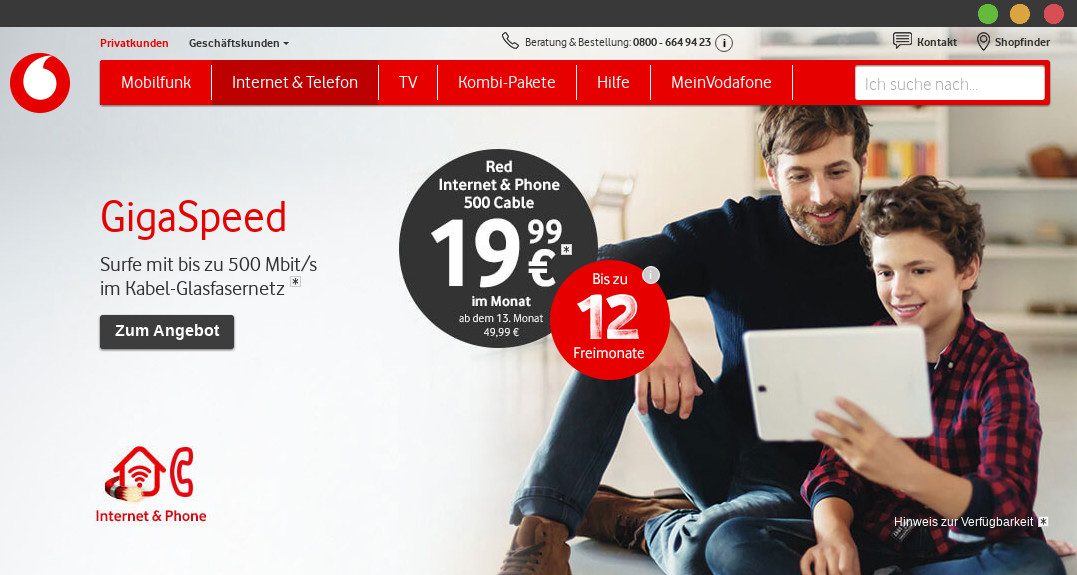 Privatkunden Geschäftskunden Beratung & Bestellung: 0800 - 664 94 23 i Kontakt Shopfinder
Mobilfunk Internet & Telefon TV Kombi-Pakete Hilfe MeinVodafone Ich suche nach...
GigaSpeed
Surfe mit bis zu 500 Mbit/s
im Kabel-Glasfasernetz *
Zum Angebot
Red
Internet & Phone
500 Cable
19 99 € *
im Monat
ab dem 13. Monat
49,99 €
Bis zu i
12
Freimonate
Internet & Phone
Hinweis zur Verfügbarkeit *